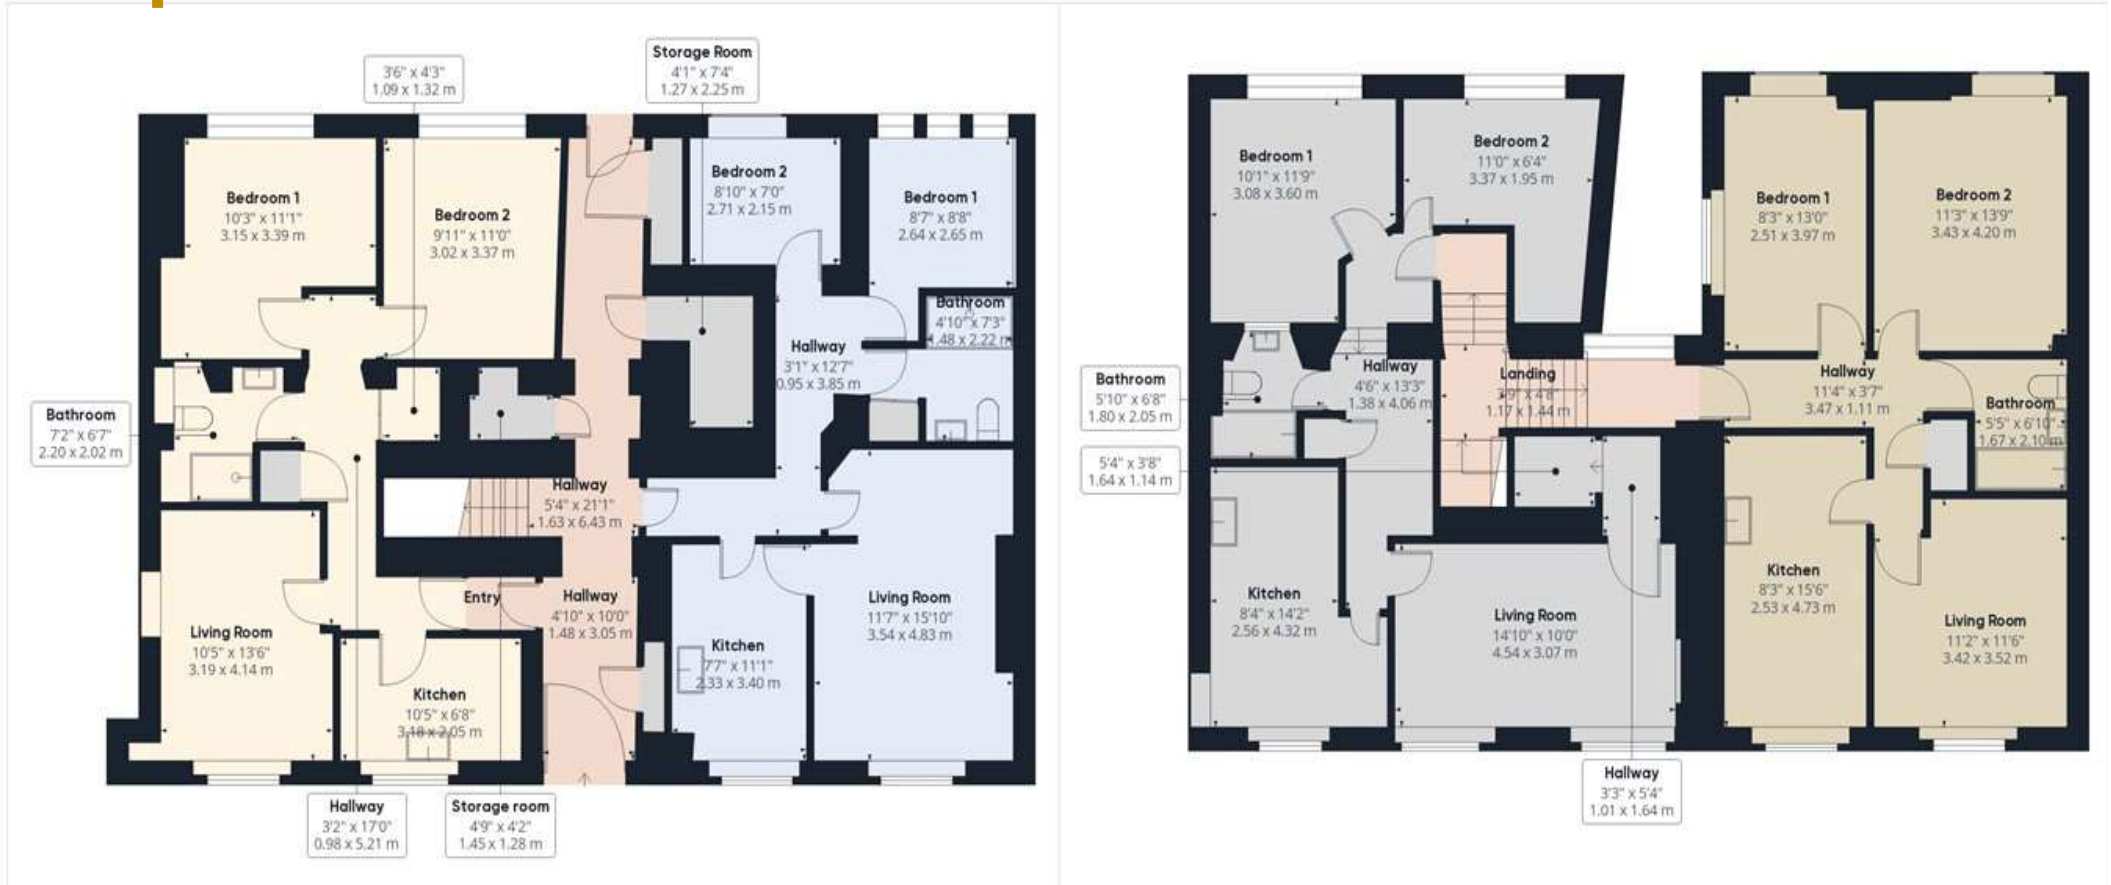 3'6" x 4'3"
1.09 x 1.32 m
Storage Room
4'1" x 7'4"
1.27 x 2.25 m
Bedroom 1
10'3" x 11'1"
3.15 x 3.39 m
Bedroom 2
9'11" x 11'0"
3.02 x 3.37 m
Bedroom 2
8'10" x 7'0"
2.71 x 2.15 m
Bedroom 1
8'7" x 8'8"
2.64 x 2.65 m
Bathroom
4'10" x 7'3"
1.48 x 2.22 m
Hallway
3'1" x 12'7"
0.95 x 3.85 m
Bathroom
7'2" x 6'7"
2.20 x 2.02 m
Hallway
5'4" x 21'1"
1.63 x 6.43 m
Entry
Hallway
4'10" x 10'0"
1.48 x 3.05 m
Living Room
10'5" x 13'6"
3.19 x 4.14 m
Kitchen
10'5" x 6'8"
3.18 x 2.05 m
Kitchen
7'7" x 11'1"
2.33 x 3.40 m
Living Room
11'7" x 15'10"
3.54 x 4.83 m
Hallway
3'2" x 17'0"
0.98 x 5.21 m
Storage room
4'9" x 4'2"
1.45 x 1.28 m
Bedroom 1
10'1" x 11'9"
3.08 x 3.60 m
Bedroom 2
11'0" x 6'4"
3.37 x 1.95 m
Bedroom 1
8'3" x 13'0"
2.51 x 3.97 m
Bedroom 2
11'3" x 13'9"
3.43 x 4.20 m
Bathroom
5'10" x 6'8"
1.80 x 2.05 m
Hallway
4'6" x 13'3"
1.38 x 4.06 m
Landing
3'9" x 4'8"
1.17 x 1.44 m
Hallway
11'4" x 3'7"
3.47 x 1.11 m
Bathroom
5'5" x 6'10"
1.67 x 2.10 m
5'4" x 3'8"
1.64 x 1.14 m
Kitchen
8'4" x 14'2"
2.56 x 4.32 m
Living Room
14'10" x 10'0"
4.54 x 3.07 m
Kitchen
8'3" x 15'6"
2.53 x 4.73 m
Living Room
11'2" x 11'6"
3.42 x 3.52 m
Hallway
3'3" x 5'4"
1.01 x 1.64 m